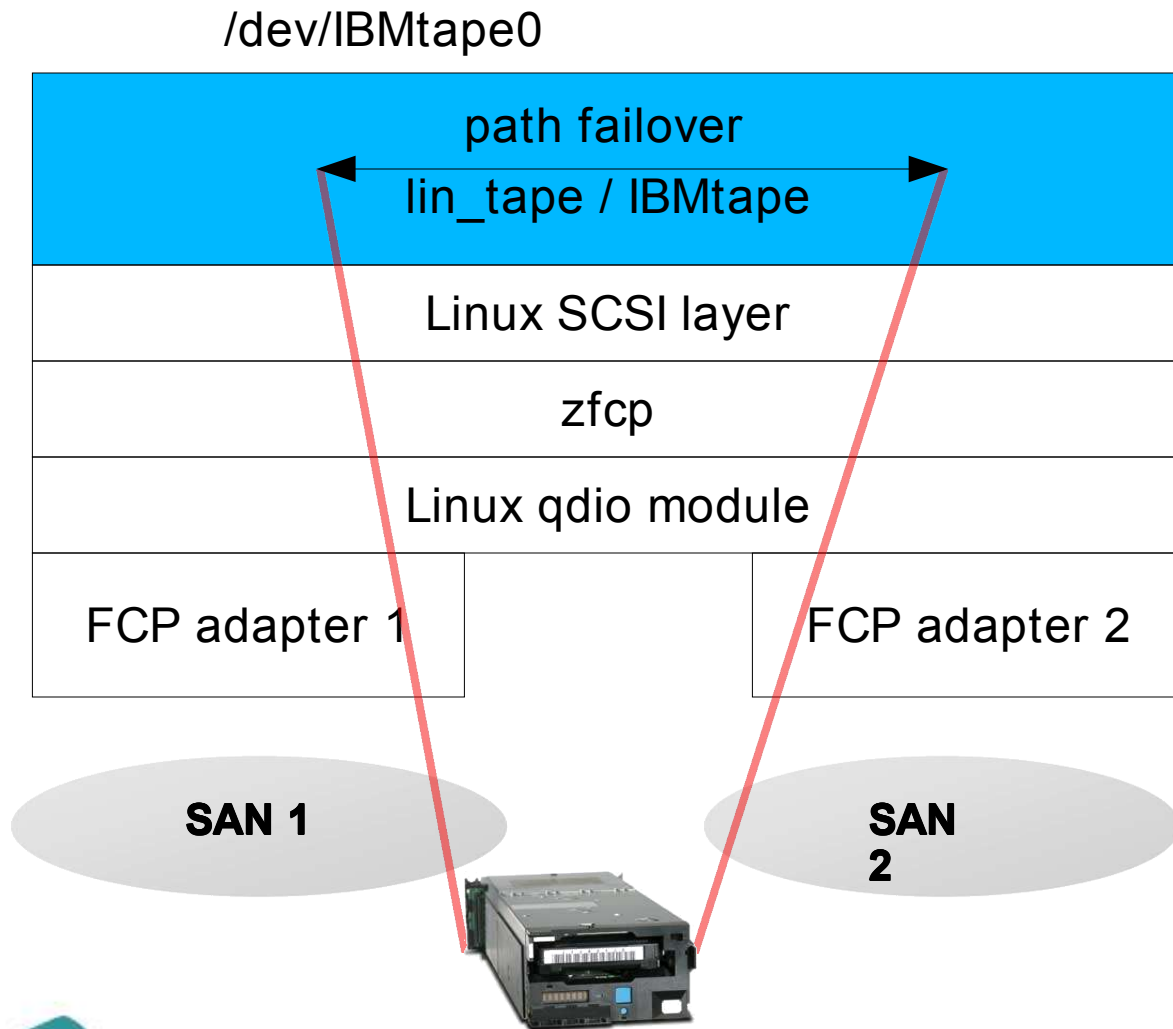 /dev/IBMtape0
path failover
lin_tape / IBMtape
Linux SCSI layer
zfcp
Linux qdio module
FCP adapter 1
FCP adapter 2
SAN 1
SAN
2